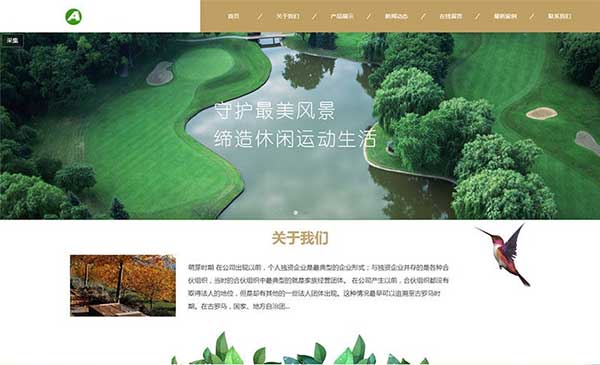 A
首页 / 关于我们 / 产品展示 / 新闻动态 / 在线留言 / 最新案例 / 联系我们
采集
守护最美风景
缔造休闲运动生活
关于我们
萌芽时期 在公司出现以前，个人独资企业是最典型的企业形式；与独资企业并存的是各种合
伙组织，当时的合伙组织中最典型的就是家族经营团体。 在公司产生以前，合伙组织都没有
取得法人的地位，但是却有其他的一些法人团体出现。这种情况最早可以追溯至古罗马时
期。在古罗马，国家、地方自治团...